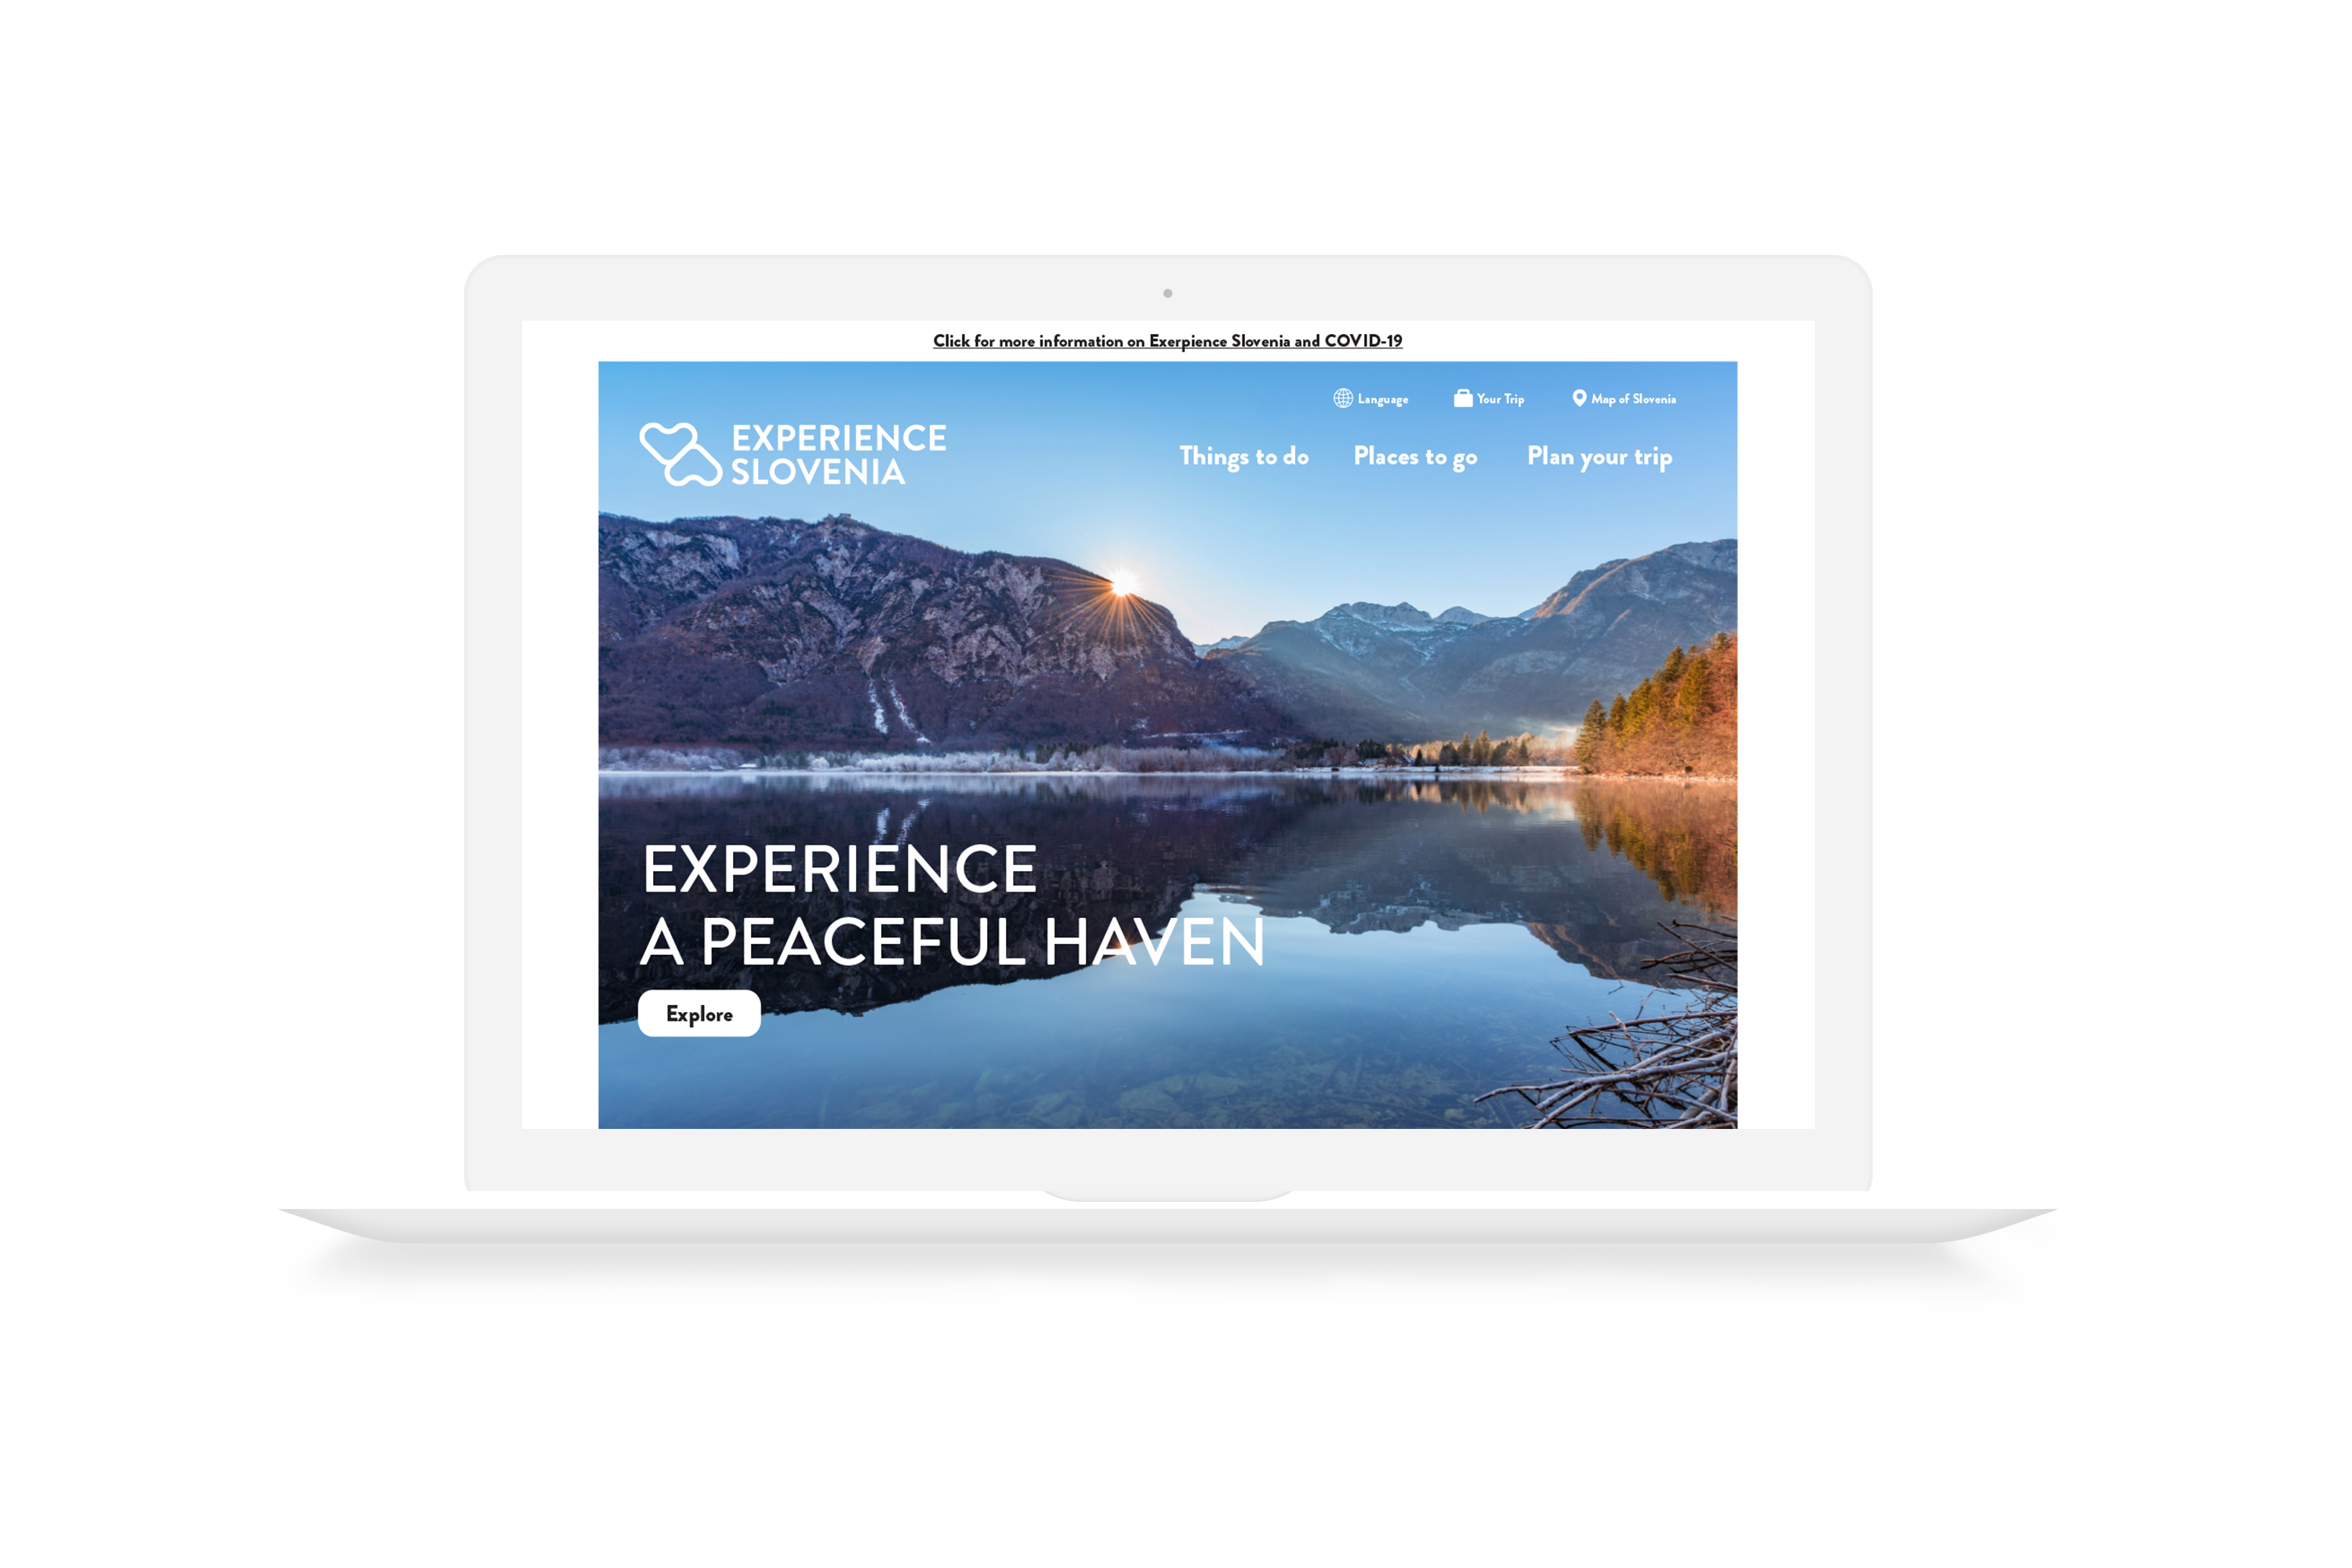 Click for more information on Exerpience Slovenia and COVID-19
Language Your Trip Map of Slovenia
EXPERIENCE
SLOVENIA
Things to do Places to go Plan your trip
EXPERIENCE
A PEACEFUL HAVEN
Explore